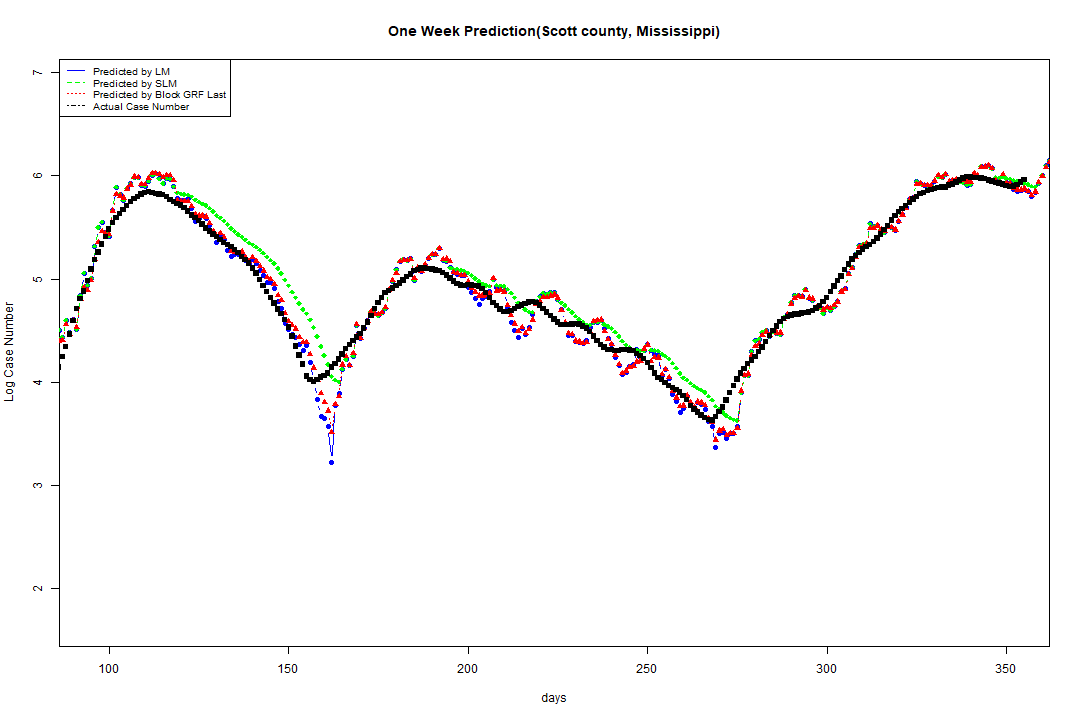 One Week Prediction(Scott county, Mississippi)
Predicted by LM
Predicted by SLM
Predicted by Block GRF Last
Actual Case Number
7
6
5
4
3
2
Log Case Number
100 150 200 250 300 350
days